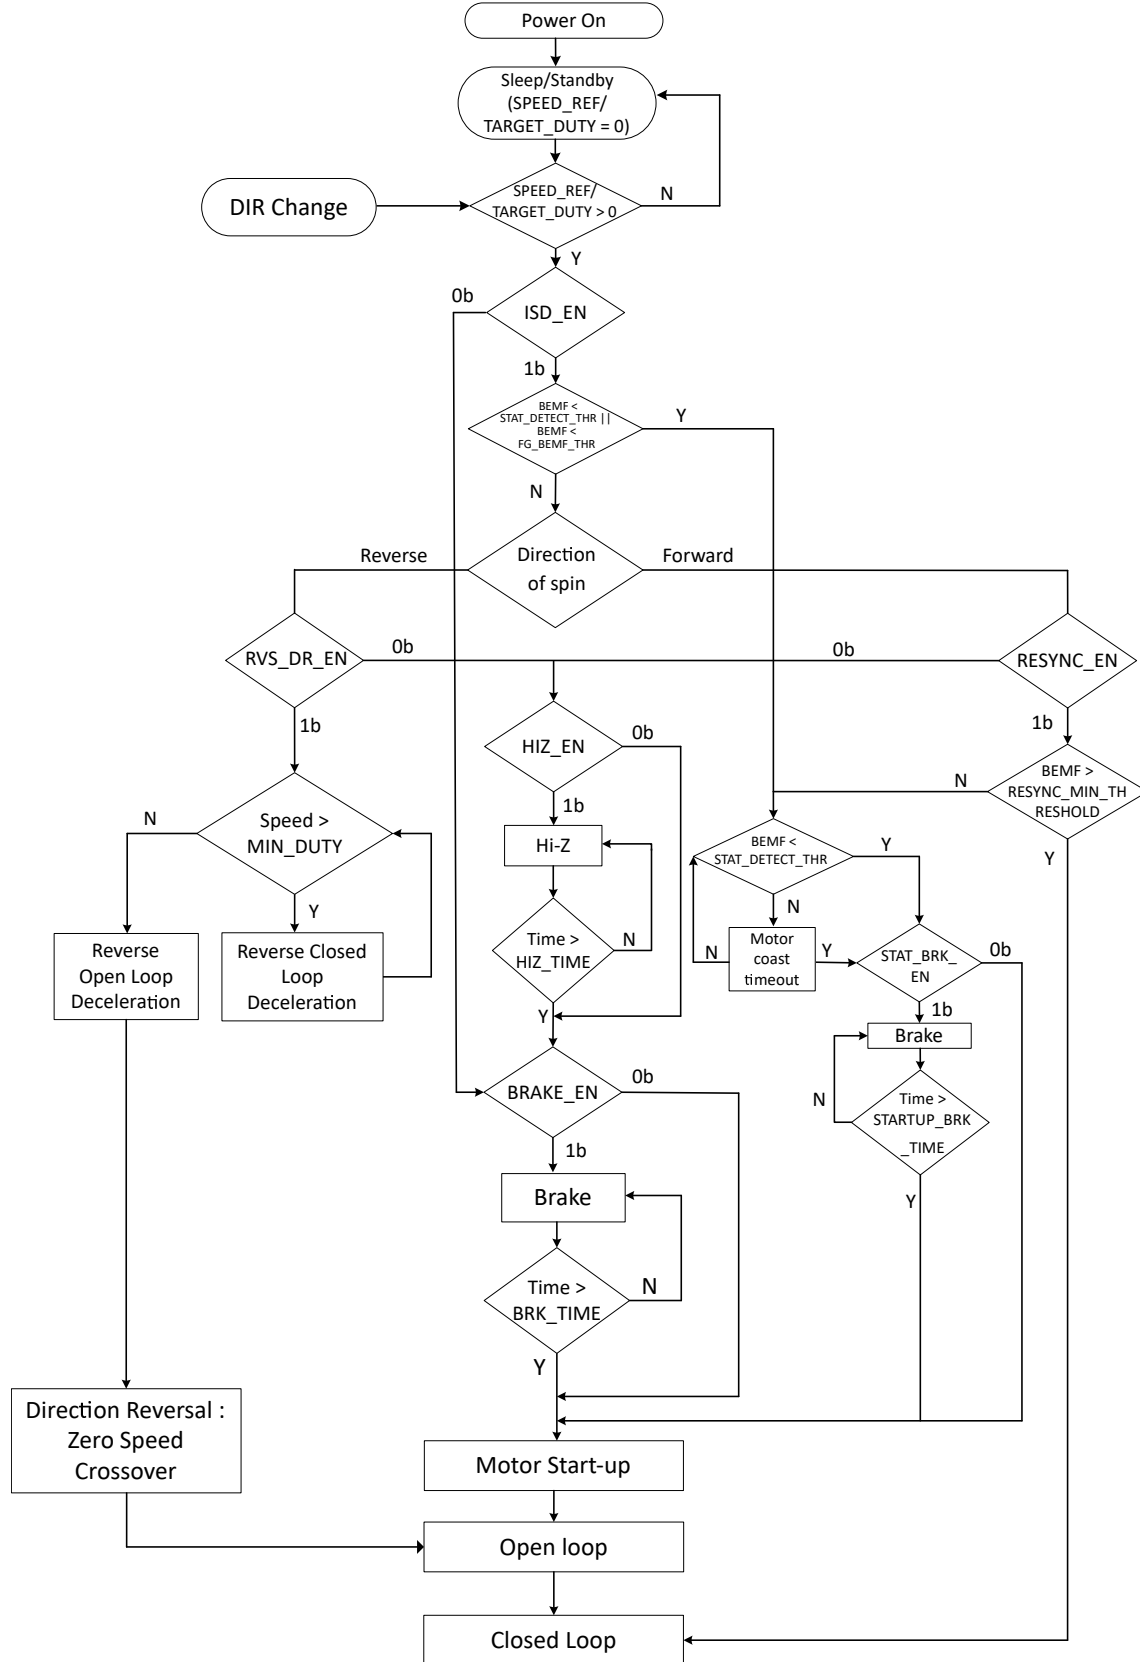 Power On
Sleep/Standby
(SPEED_REF/
TARGET_DUTY = 0)
DIR Change
SPEED_REF/
TARGET_DUTY > 0
N
Y
0b
ISD_EN
1b
BEMF <
STAT_DETECT_THR ||
BEMF <
FG_BEMF_THR
Y
N
Reverse
Direction
of spin
Forward
RVS_DR_EN
0b
0b
RESYNC_EN
1b
1b
HIZ_EN
0b
N
BEMF >
RESYNC_MIN_TH
RESHOLD
1b
N
Speed >
MIN_DUTY
Hi-Z
BEMF <
STAT_DETECT_THR
Y
Y
Y
N
Reverse
Open Loop
Deceleration
Reverse Closed
Loop
Deceleration
Time >
HIZ_TIME
N
N
Motor
coast
timeout
Y
STAT_BRK_
EN
0b
Y
1b
Brake
BRAKE_EN
0b
N
Time >
STARTUP_BRK
_TIME
1b
Brake
Y
Time >
BRK_TIME
N
Y
Direction Reversal :
Zero Speed
Crossover
Motor Start-up
Open loop
Closed Loop